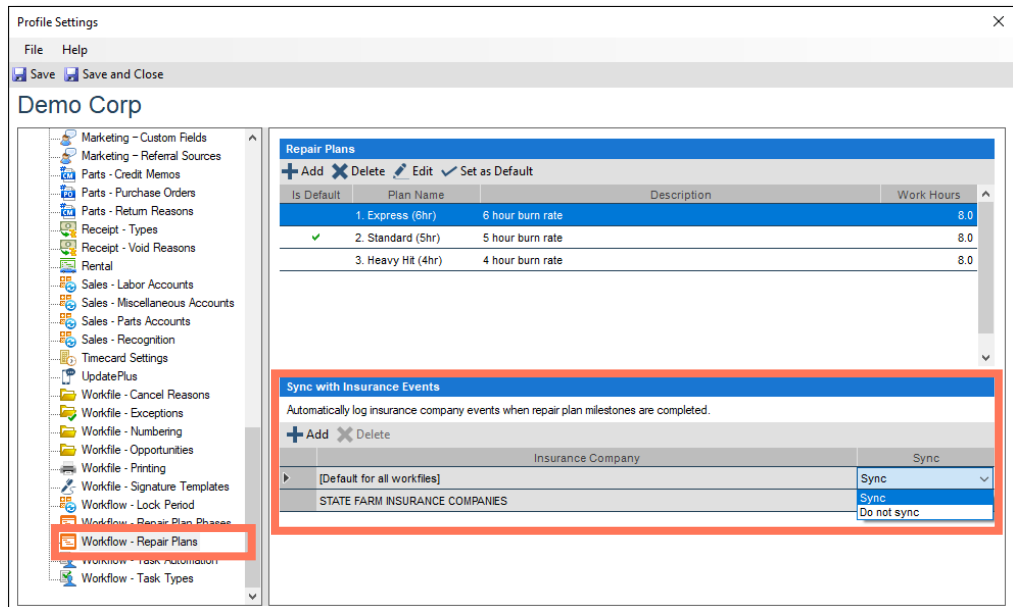 Profile Settings
File Help
Save Save and Close
Demo Corp
Marketing – Custom Fields
Marketing – Referral Sources
Parts - Credit Memos
Parts - Purchase Orders
Parts - Return Reasons
Receipt - Types
Receipt - Void Reasons
Rental
Sales - Labor Accounts
Sales - Miscellaneous Accounts
Sales - Parts Accounts
Sales - Recognition
Timecard Settings
UpdatePlus
Workfile - Cancel Reasons
Workfile - Exceptions
Workfile - Numbering
Workfile - Opportunities
Workfile - Printing
Workfile - Signature Templates
Workflow - Lock Period
Workflow - Repair Plan Phases
Workflow - Repair Plans
Workflow - Task Automation
Workflow - Task Types
Repair Plans
Add Delete Edit Set as Default
Is Default Plan Name Description Work Hours
1. Express (6hr) 6 hour burn rate 8.0
2. Standard (5hr) 5 hour burn rate 8.0
3. Heavy Hit (4hr) 4 hour burn rate 8.0
Sync with Insurance Events
Automatically log insurance company events when repair plan milestones are completed.
Add Delete
Insurance Company Sync
[Default for all workfiles] Sync
STATE FARM INSURANCE COMPANIES
Sync
Do not sync